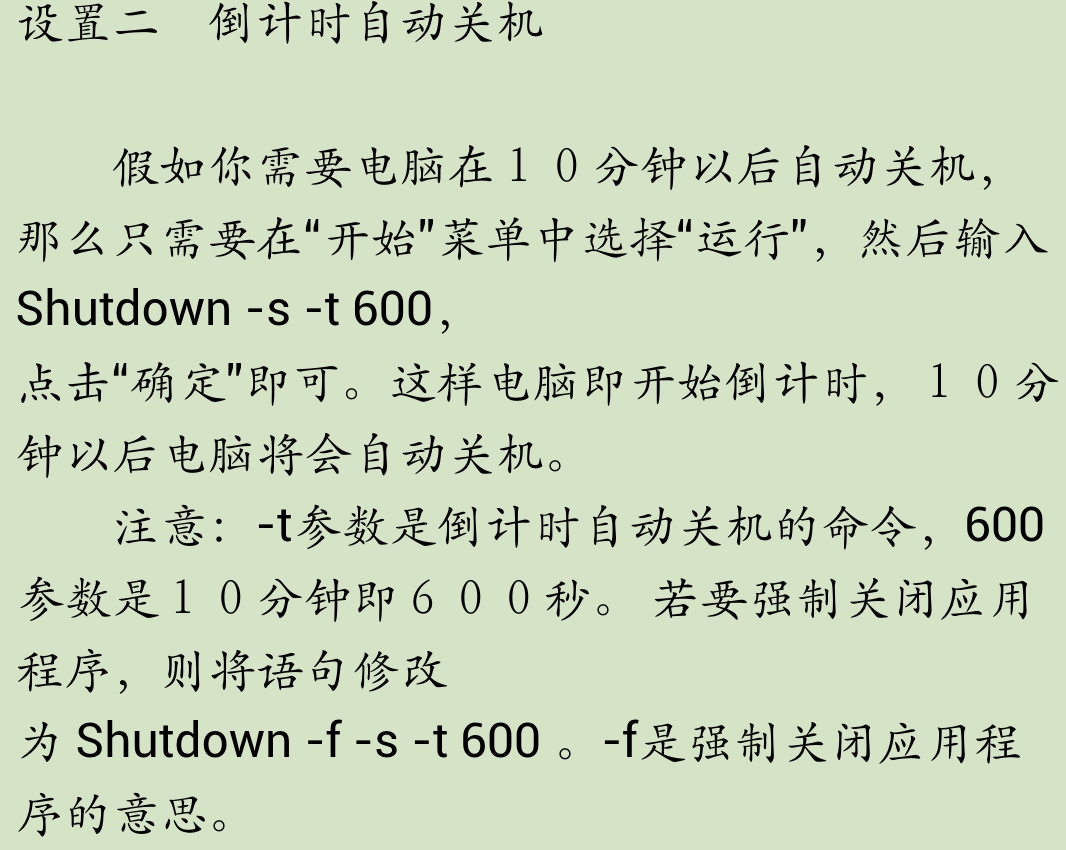 设置二　倒计时自动关机
假如你需要电脑在１０分钟以后自动关机，
那么只需要在“开始”菜单中选择“运行”，然后输入
Shutdown -s -t 600，
点击“确定”即可。这样电脑即开始倒计时，１０分
钟以后电脑将会自动关机。
注意：-t参数是倒计时自动关机的命令，600
参数是１０分钟即６００秒。 若要强制关闭应用
程序，则将语句修改
为 Shutdown -f -s -t 600 。-f是强制关闭应用程
序的意思。